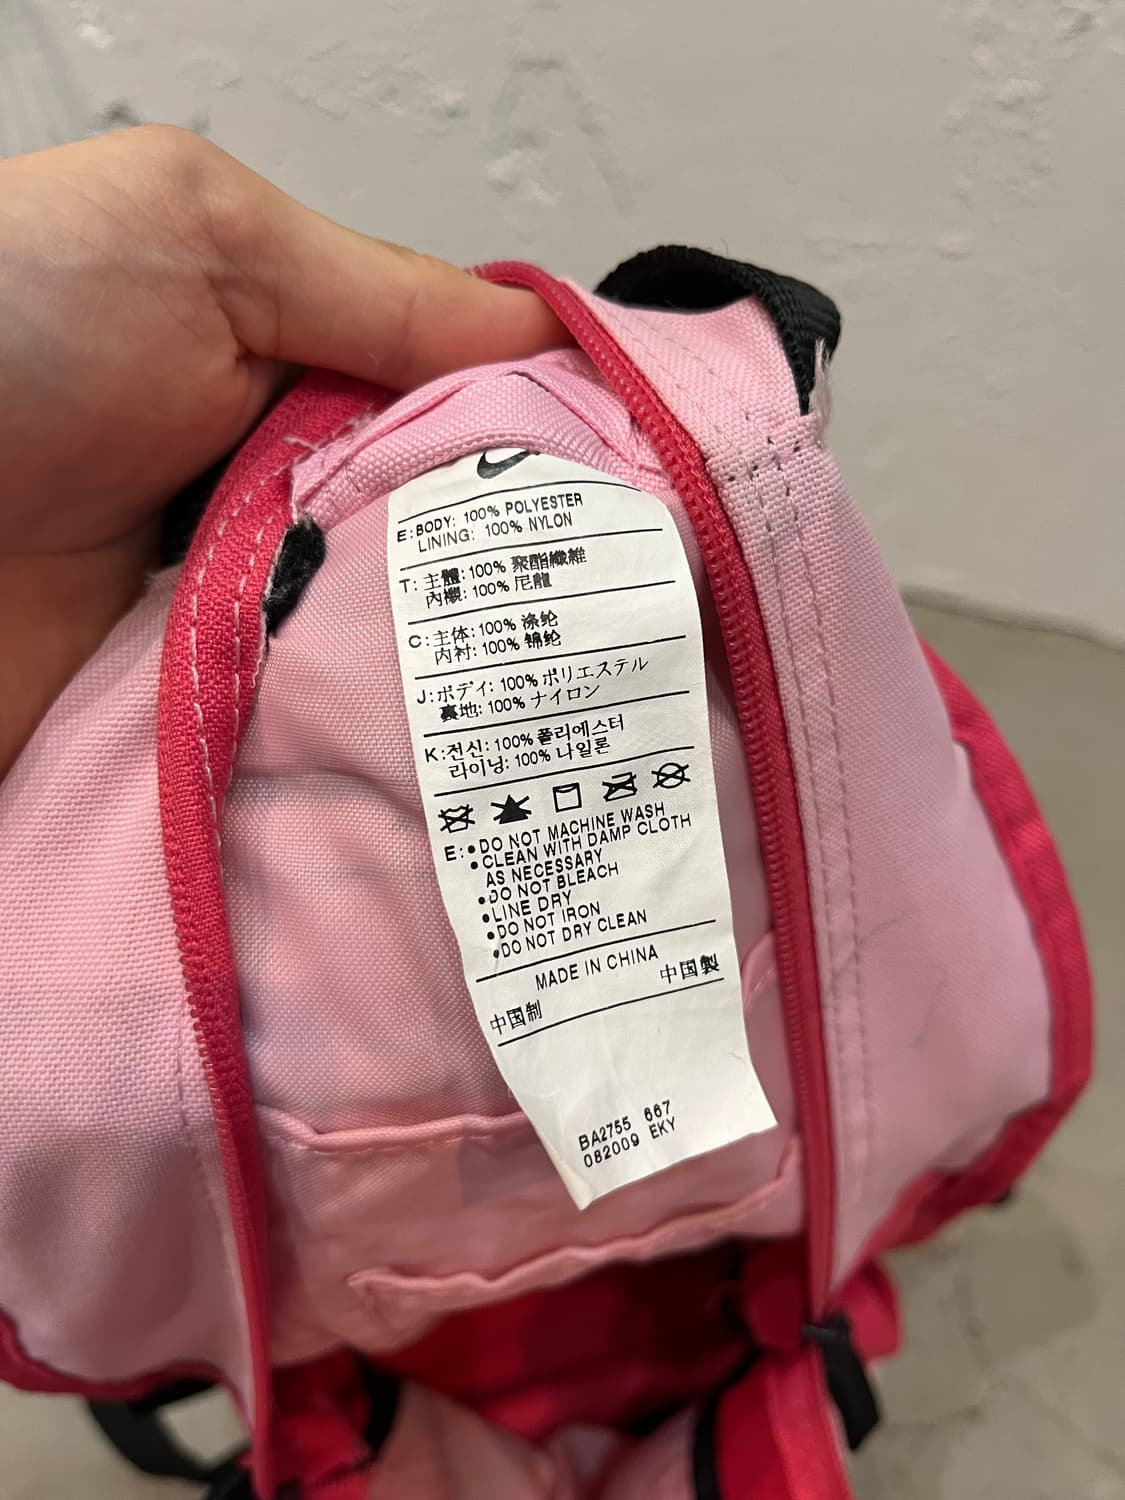 E: BODY: 100% POLYESTER
LINING: 100% NYLON
T: 主體: 100% 聚酯纖維
內襯: 100% 尼龍
C: 主体: 100% 涤纶
内衬: 100% 锦纶
J: ボディ: 100% ポリエステル
裏地: 100% ナイロン
K: 전신: 100% 폴리에스터
라이닝: 100% 나일론
E: • DO NOT MACHINE WASH
• CLEAN WITH DAMP CLOTH
AS NECESSARY
• DO NOT BLEACH
• LINE DRY
• DO NOT IRON
• DO NOT DRY CLEAN
MADE IN CHINA
中国製
中国制
BA2755 667
082009 EKY